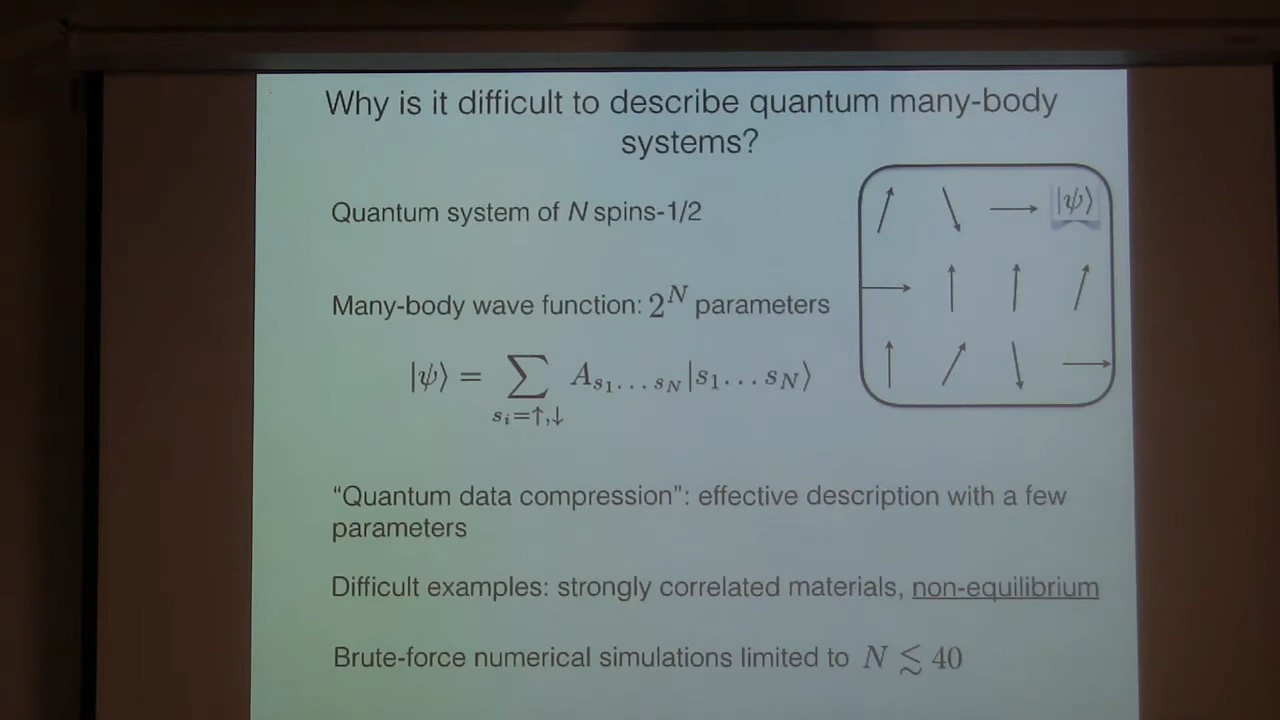 Why is it difficult to describe quantum many-body
systems?
|ψ⟩
Quantum system of N spins-1/2
Many-body wave function: 2^N parameters
|ψ⟩ = ∑_{s_i=↑,↓} A_{s_1...s_N}|s_1...s_N⟩
“Quantum data compression”: effective description with a few
parameters
Difficult examples: strongly correlated materials, non-equilibrium
Brute-force numerical simulations limited to N ≲ 40